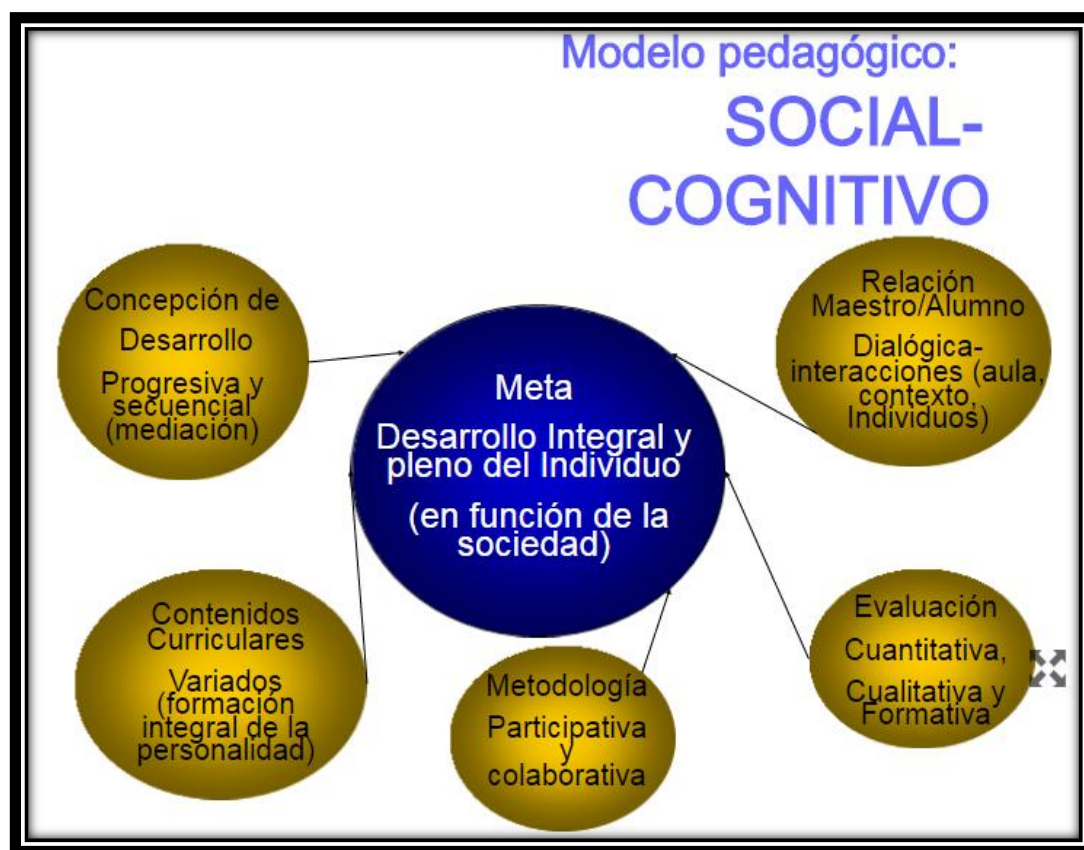 Modelo pedagógico:
SOCIAL-
COGNITIVO
Concepción de
Desarrollo
Progresiva y
secuencial
(mediación)
Relación
Maestro/Alumno
Dialógica-
interacciones (aula,
contexto,
Individuos)
Meta
Desarrollo Integral y
pleno del Individuo
(en función de la
sociedad)
Contenidos
Curriculares
Variados
(formación
integral de la
personalidad)
Metodología
Participativa
y
colaborativa
Evaluación
Cuantitativa,
Cualitativa y
Formativa